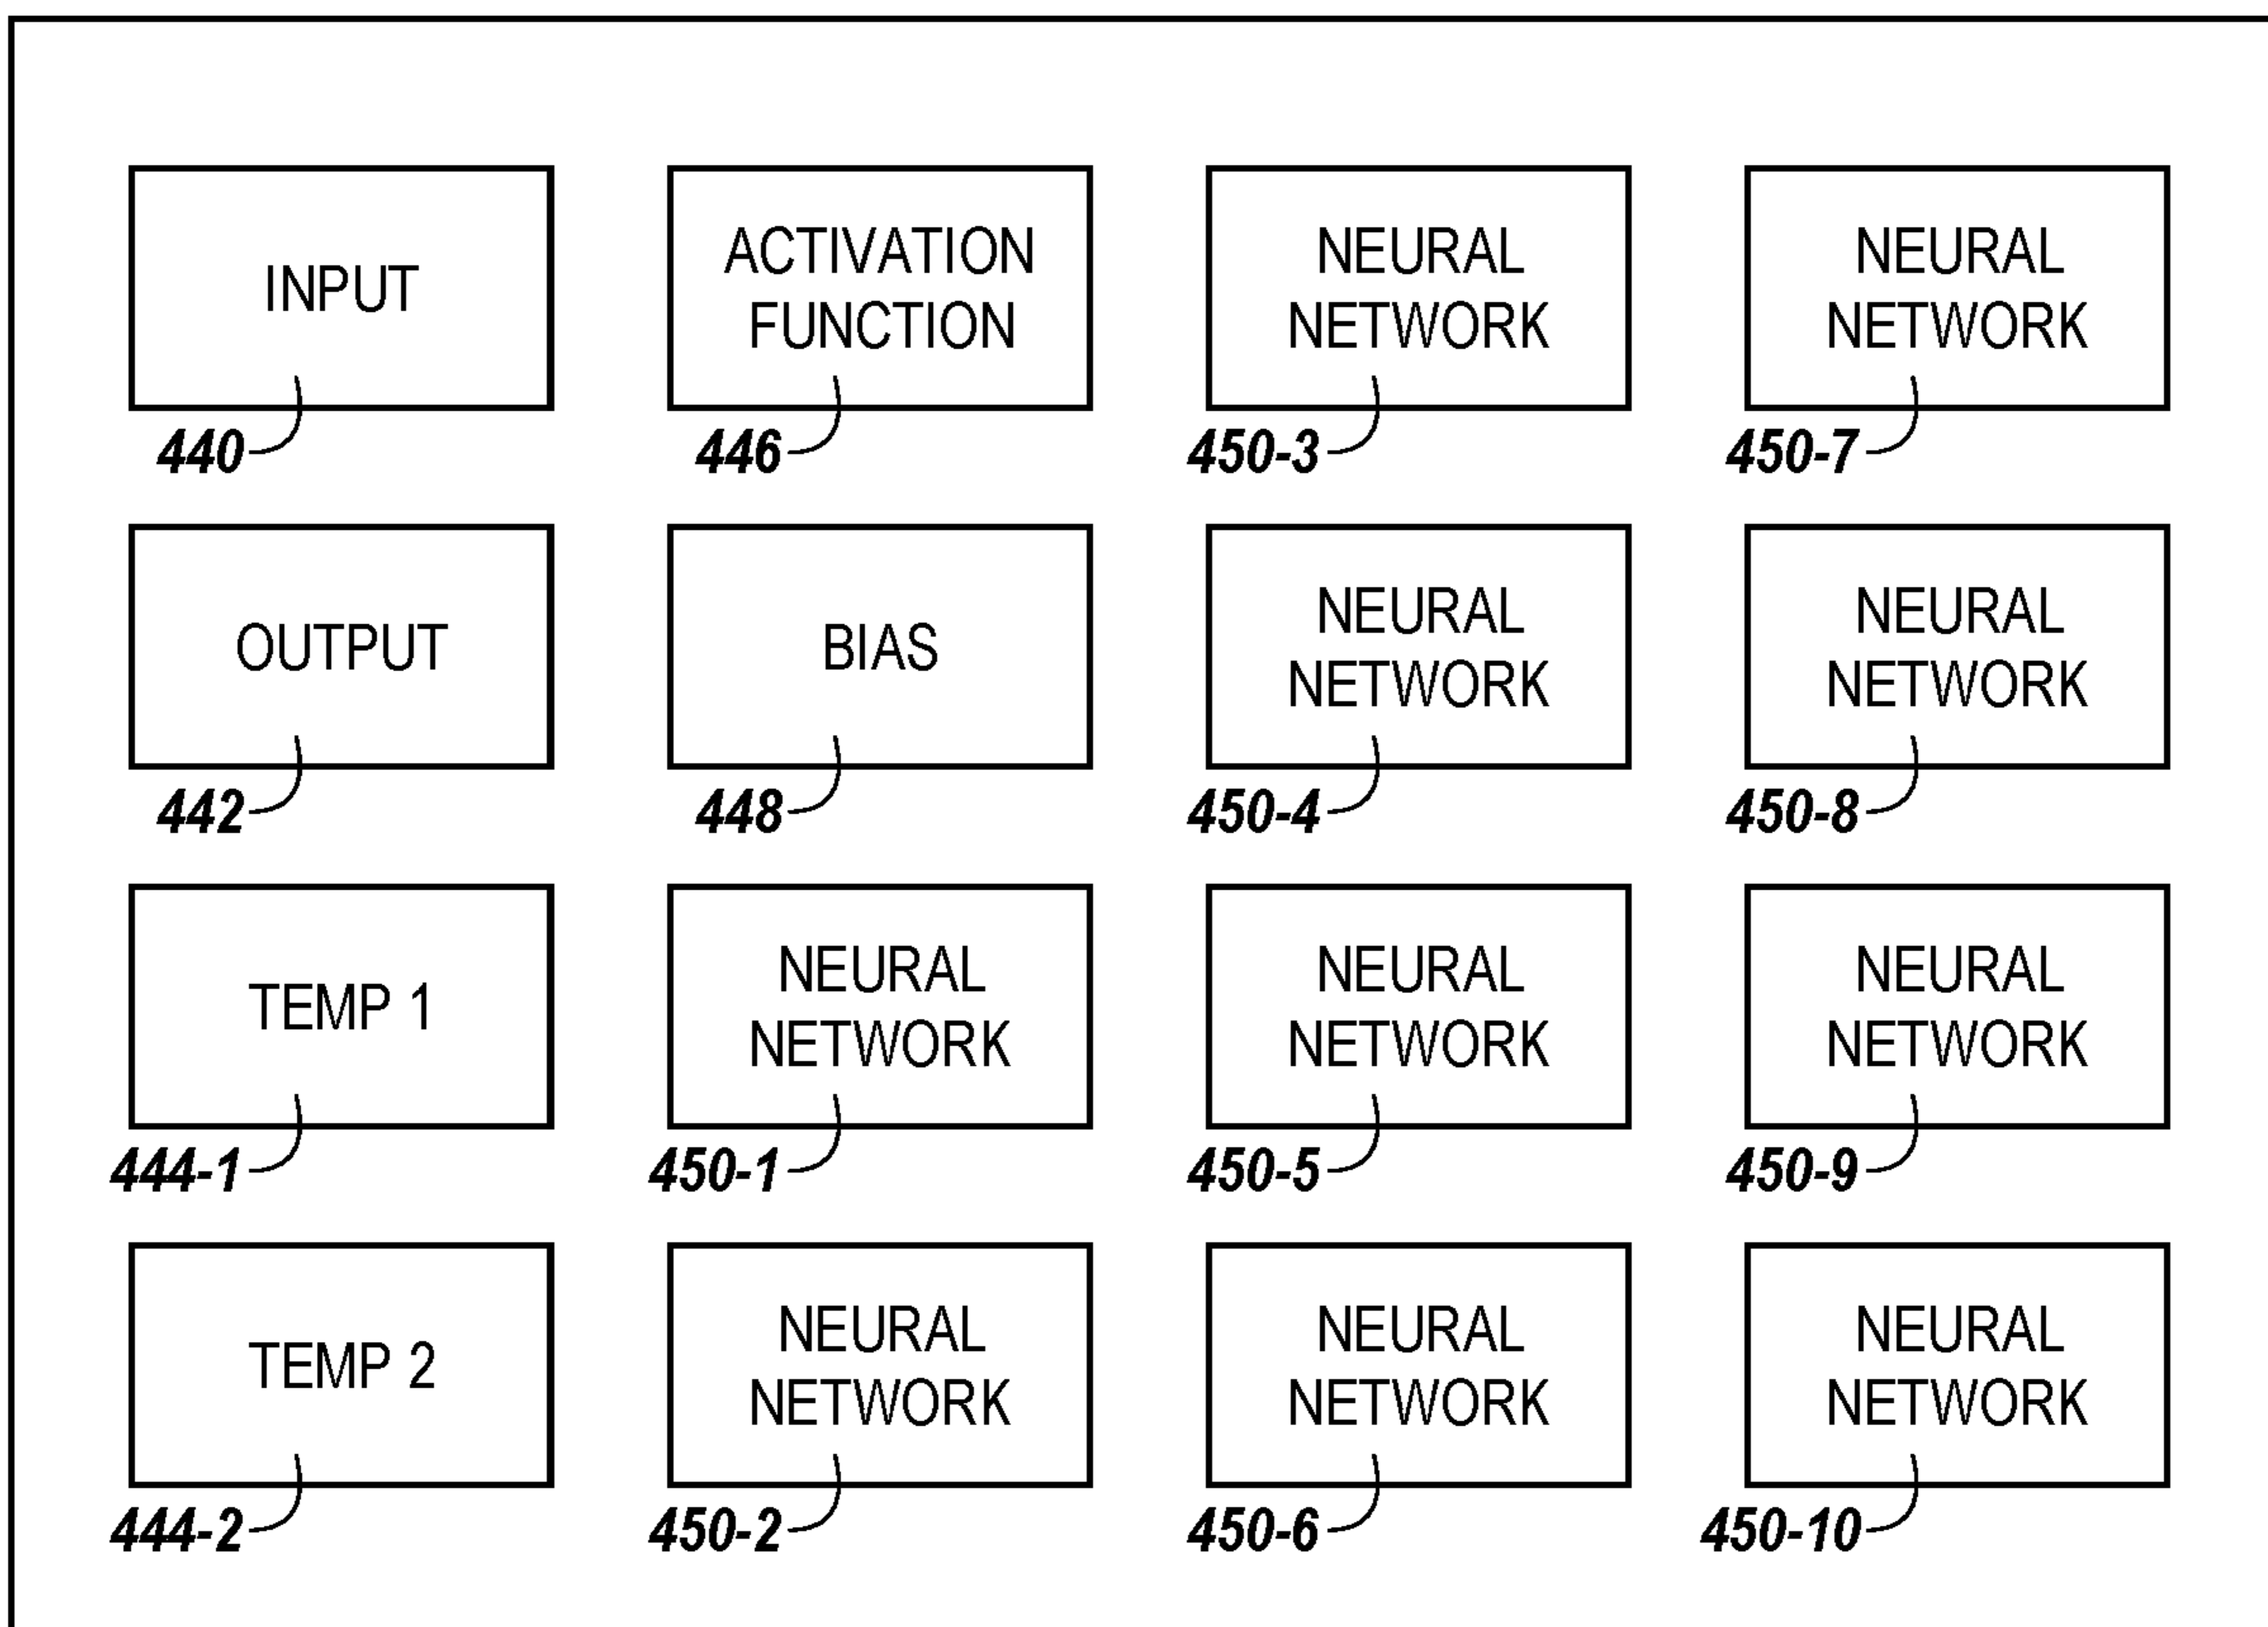 INPUT
440
ACTIVATION
FUNCTION
446
NEURAL
NETWORK
450-3
NEURAL
NETWORK
450-7
OUTPUT
442
BIAS
448
NEURAL
NETWORK
450-4
NEURAL
NETWORK
450-8
TEMP 1
444-1
NEURAL
NETWORK
450-1
NEURAL
NETWORK
450-5
NEURAL
NETWORK
450-9
TEMP 2
444-2
NEURAL
NETWORK
450-2
NEURAL
NETWORK
450-6
NEURAL
NETWORK
450-10